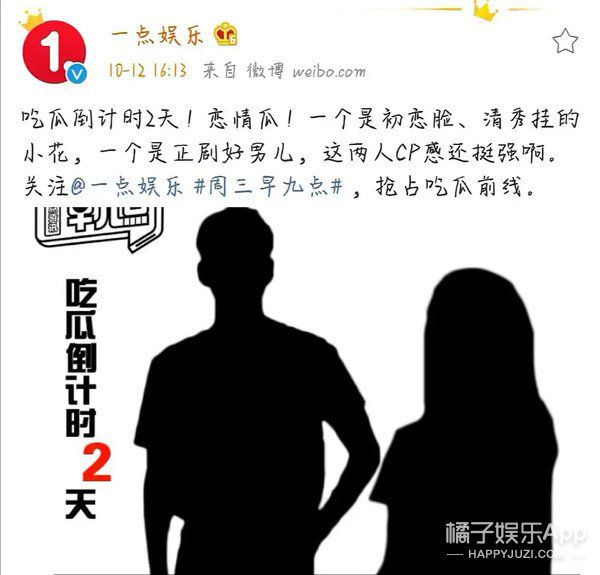 1
一点娱乐
V
10-12 16:13 来自 微博 weibo.com
吃瓜倒计时2天！恋情瓜！一个是初恋脸、清秀挂的
小花，一个是正剧好男儿，这两人CP感还挺强啊。
关注@一点娱乐 #周三早九点#，抢占吃瓜前线。
吃瓜倒计时2天
橘子娱乐App
HAPPYJUZI.COM